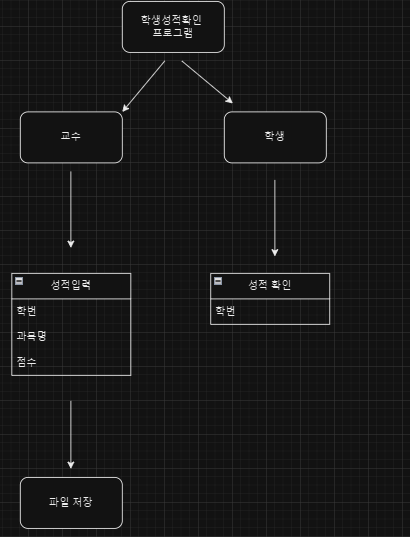 학생성적확인
프로그램
교수
학생
성적입력
학번
과목명
점수
성적 확인
학번
파일 저장